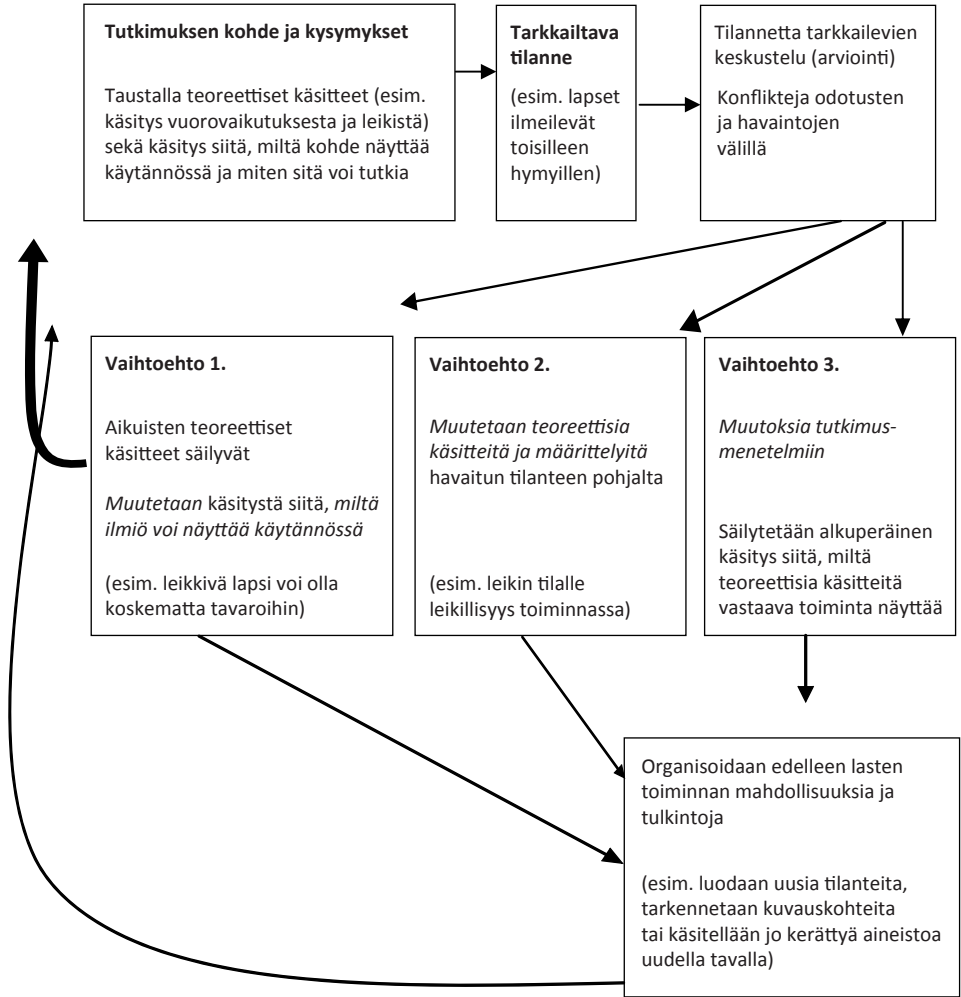 Tutkimuksen kohde ja kysymykset
Taustalla teoreettiset käsitteet (esim.
käsitys vuorovaikutuksesta ja leikistä)
sekä käsitys siitä, miltä kohde näyttää
käytännössä ja miten sitä voi tutkia
Tarkkailtava
tilanne
(esim. lapset
ilmeilevät
toisilleen
hymyillen)
Tilannetta tarkkailevien
keskustelu (arviointi)
Konflikteja odotusten
ja havaintojen
välillä
Vaihtoehto 1.
Aikuisten teoreettiset
käsitteet säilyvät
Muutetaan käsitystä siitä, miltä
ilmiö voi näyttää käytännössä
(esim. leikkivä lapsi voi olla
koskematta tavaroihin)
Vaihtoehto 2.
Muutetaan teoreettisia
käsitteitä ja määrittelyitä
havaitun tilanteen pohjalta
(esim. leikin tilalle
leikillisyys toiminnassa)
Vaihtoehto 3.
Muutoksia tutkimus-
menetelmiin
Säilytetään alkuperäinen
käsitys siitä, miltä
teoreettisia käsitteitä
vastaava toiminta näyttää
Organisoidaan edelleen lasten
toiminnan mahdollisuuksia ja
tulkintoja
(esim. luodaan uusia tilanteita,
tarkennetaan kuvauskohteita
tai käsitellään jo kerättyä aineistoa
uudella tavalla)